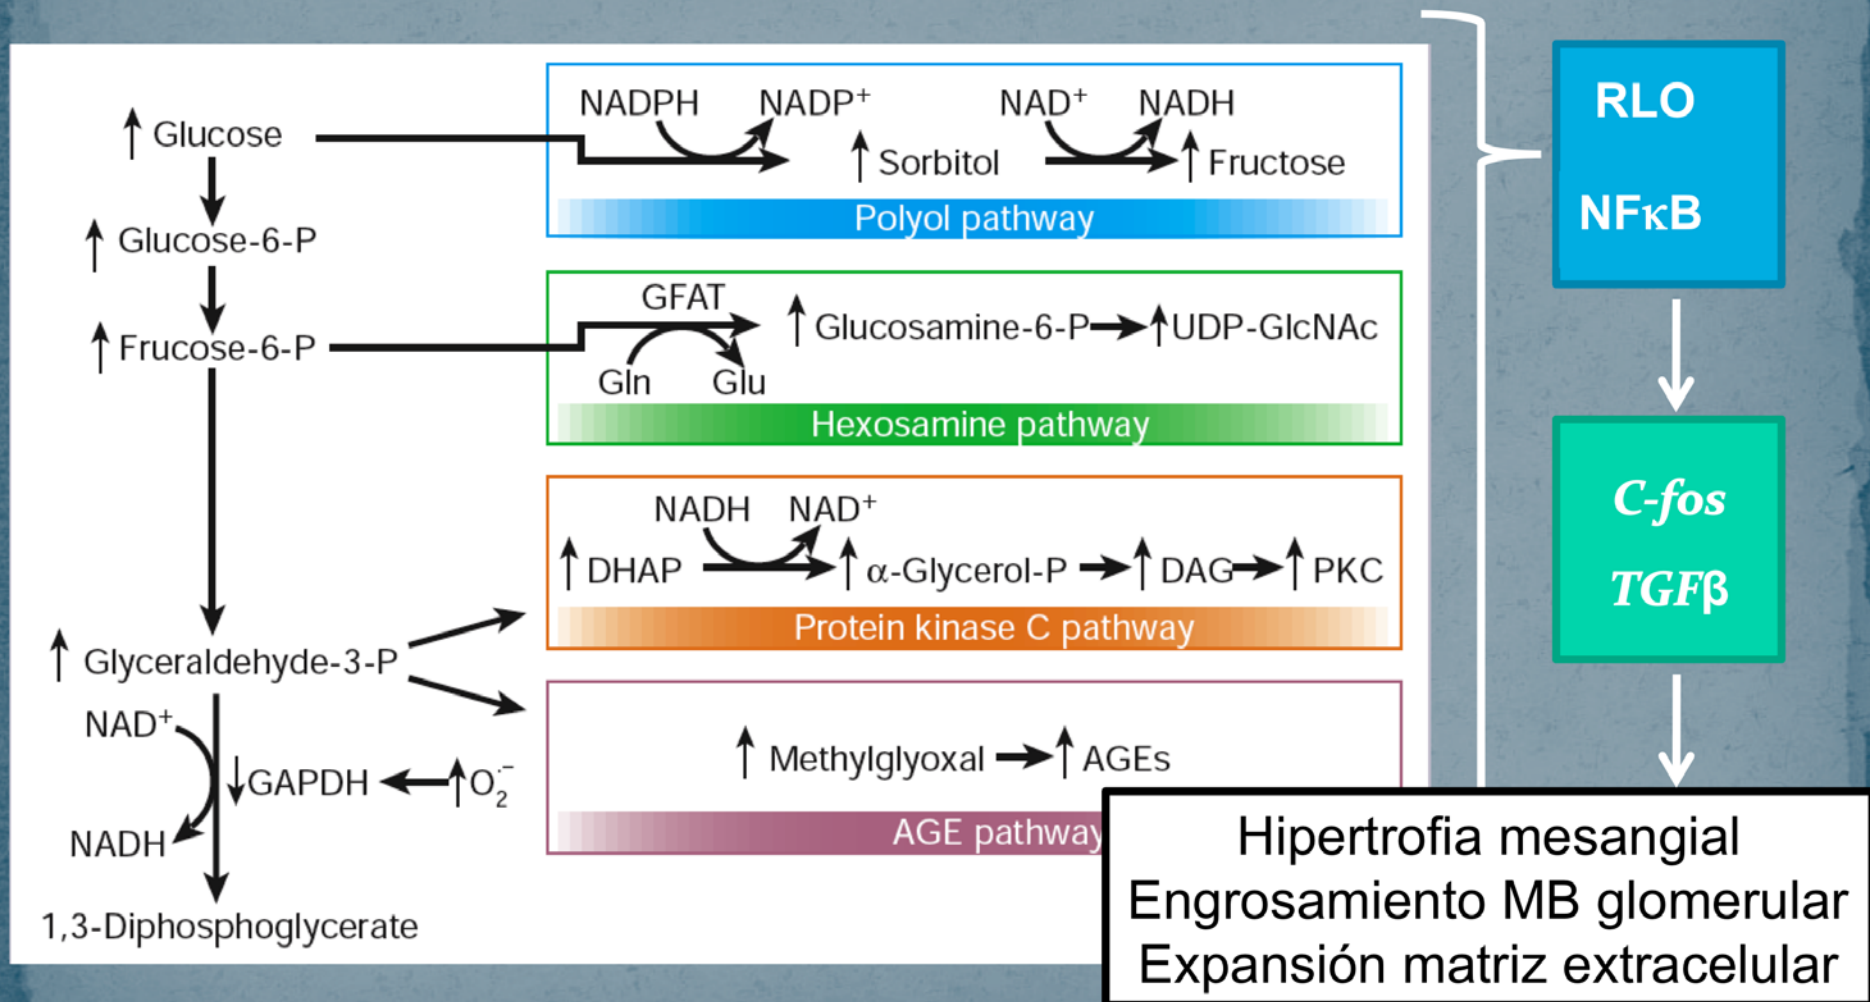 ↑ Glucose
↑ Glucose-6-P
↑ Frucose-6-P
↑ Glyceraldehyde-3-P
NAD⁺
↓GAPDH ← ↑O₂˙⁻
NADH
1,3-Diphosphoglycerate
NADPH NADP⁺ NAD⁺ NADH
↑ Sorbitol ↑ Fructose
Polyol pathway
GFAT
↑ Glucosamine-6-P → ↑UDP-GlcNAc
Gln Glu
Hexosamine pathway
NADH NAD⁺
↑ DHAP → ↑ α-Glycerol-P → ↑ DAG → ↑ PKC
Protein kinase C pathway
↑ Methylglyoxal → ↑ AGEs
AGE pathway
RLO
NFκB
C-fos
TGFβ
Hipertrofia mesangial
Engrosamiento MB glomerular
Expansión matriz extracelular